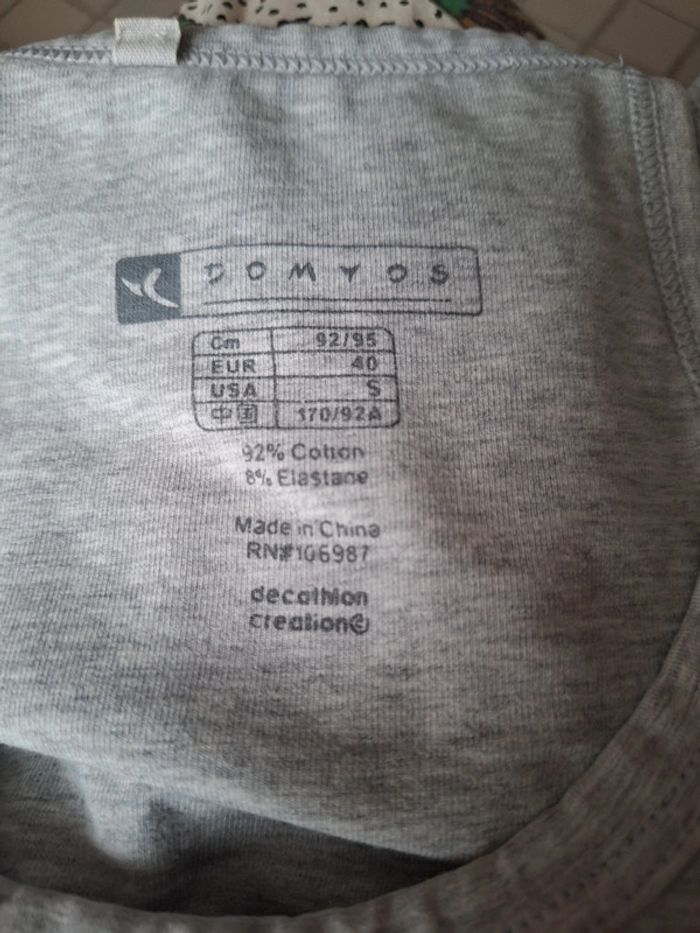 DOMYOS
Cm 92/95
EUR 40
USA S
中国 170/92A
92% Cotton
8% Elastane
Made in China
RN#106987
decathlon
creation©